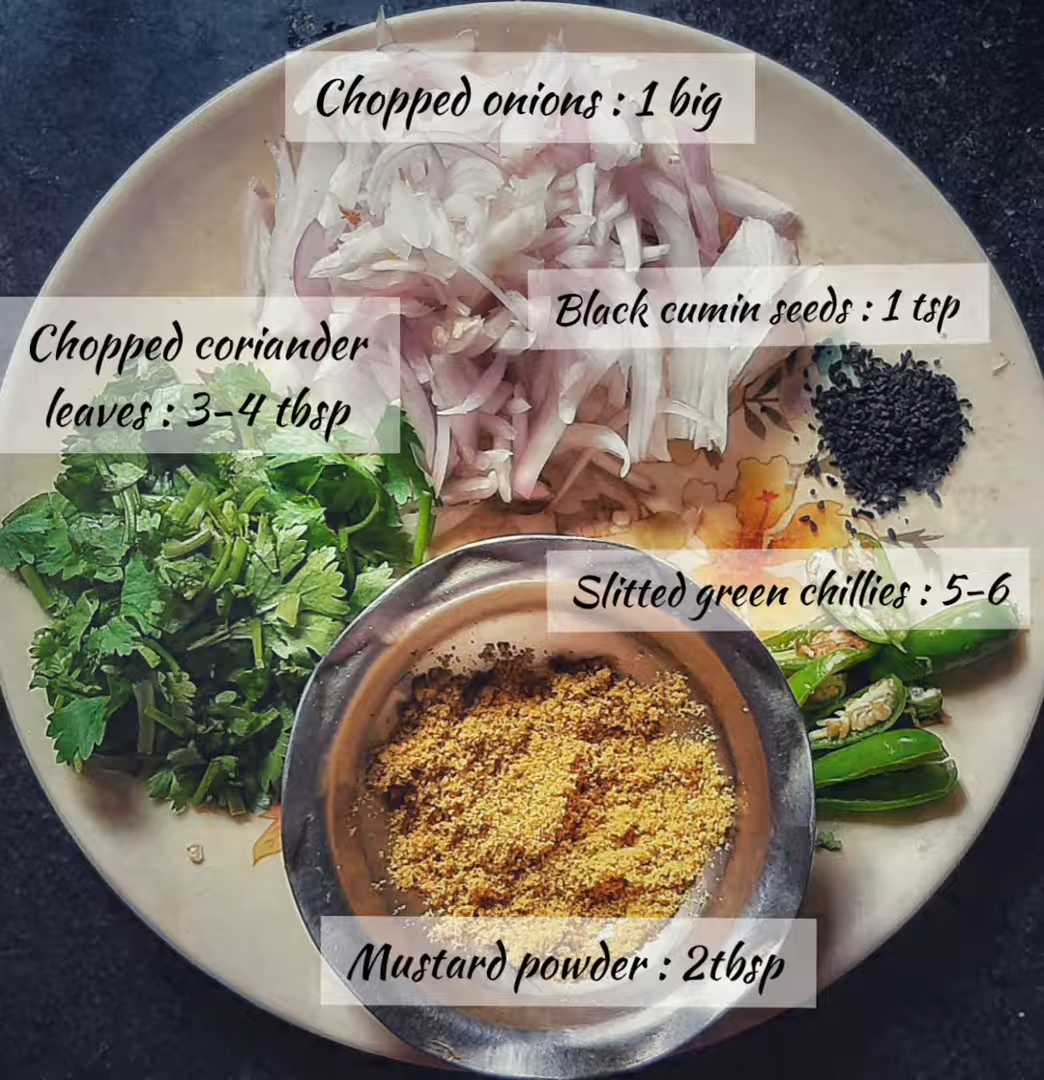 Chopped onions : 1 big
Black cumin seeds : 1 tsp
Chopped coriander
leaves : 3-4 tbsp
Slitted green chillies : 5-6
Mustard powder : 2tbsp